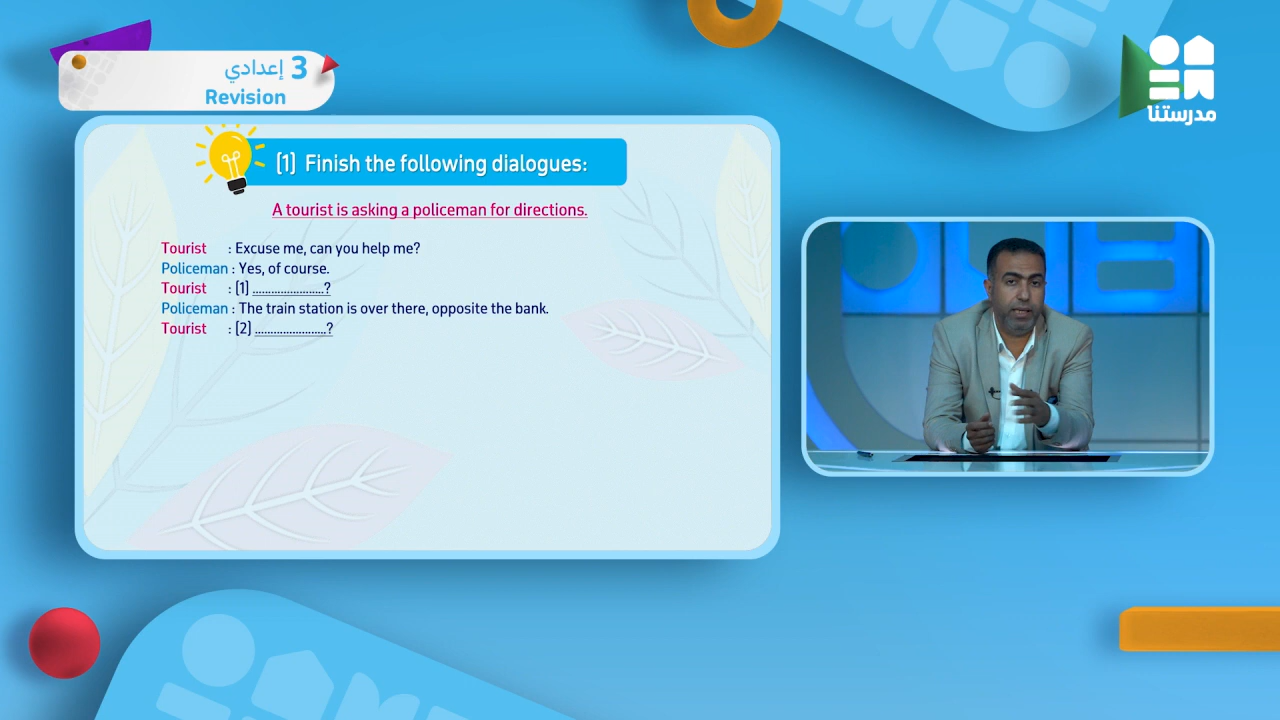 3 إعدادي
Revision
مدرستنا
(1) Finish the following dialogues:
A tourist is asking a policeman for directions.
Tourist : Excuse me, can you help me?
Policeman : Yes, of course.
Tourist : (1) ........................?
Policeman : The train station is over there, opposite the bank.
Tourist : (2) ........................?